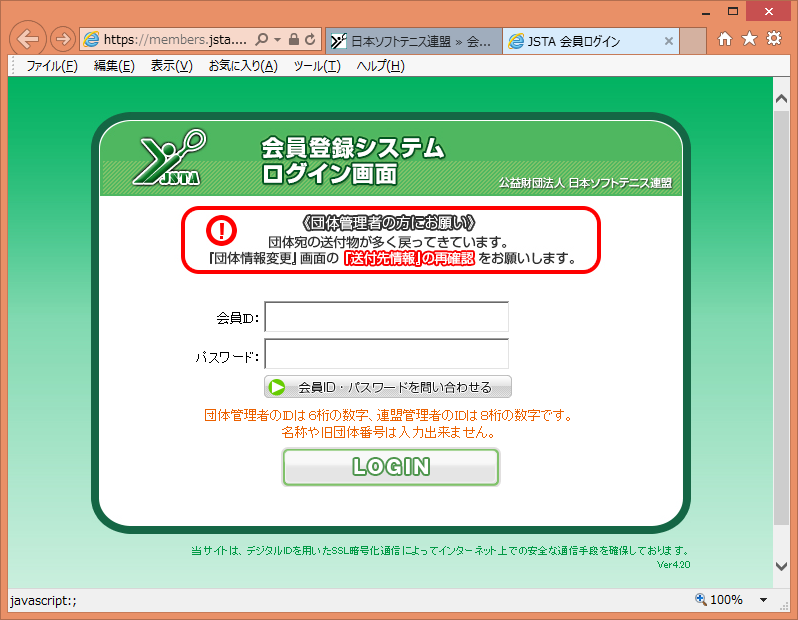 https://members.jsta....
日本ソフトテニス連盟 » 会...
JSTA 会員ログイン
ファイル(F) 編集(E) 表示(V) お気に入り(A) ツール(T) ヘルプ(H)
JSTA
会員登録システム
ログイン画面
公益財団法人 日本ソフトテニス連盟
《団体管理者の方にお願い》
団体宛の送付物が多く戻ってきています。
『団体情報変更』画面の『送付先情報』の再確認 をお願いします。
会員ID:
パスワード:
会員ID・パスワードを問い合わせる
団体管理者のIDは6桁の数字、連盟管理者のIDは8桁の数字です。
名称や旧団体番号は入力出来ません。
LOGIN
当サイトは、デジタルIDを用いたSSL暗号化通信によってインターネット上での安全な通信手段を確保しております。
Ver4.20
javascript:;
100%